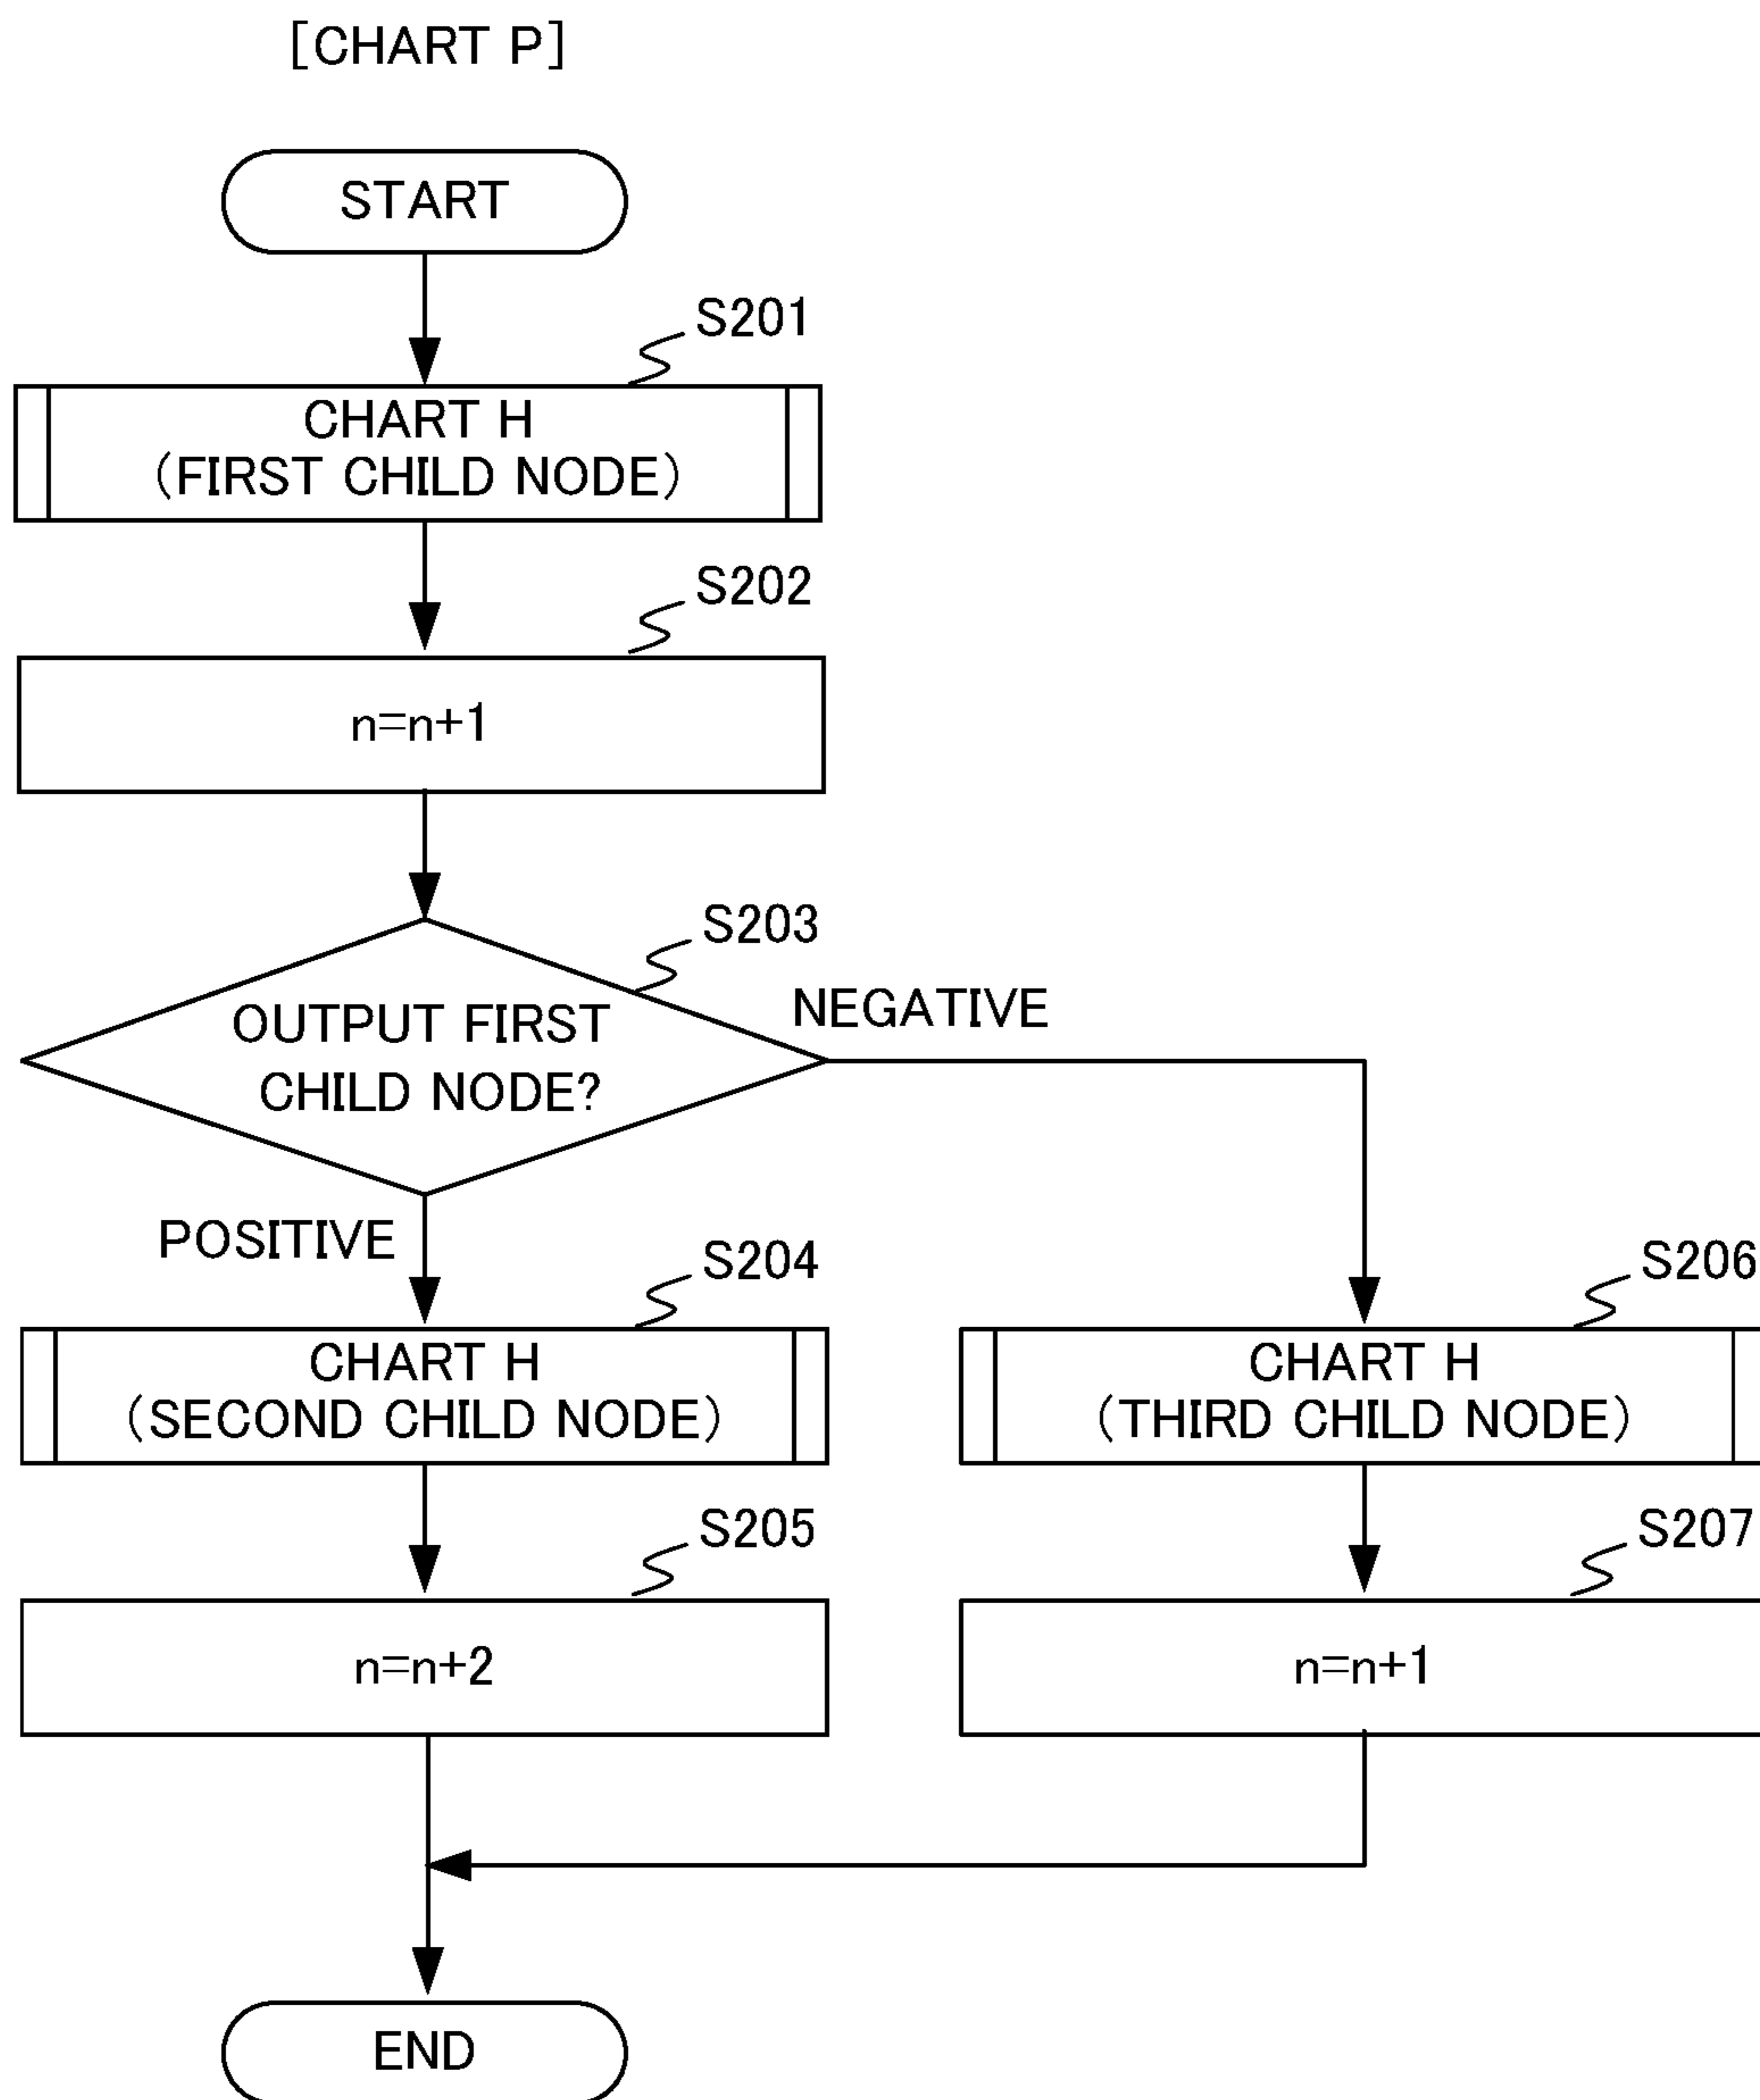 [CHART P]
START
S201
CHART H
(FIRST CHILD NODE)
S202
n=n+1
S203
OUTPUT FIRST
CHILD NODE?
NEGATIVE
POSITIVE
S204
CHART H
(SECOND CHILD NODE)
S206
CHART H
(THIRD CHILD NODE)
S205
n=n+2
S207
n=n+1
END